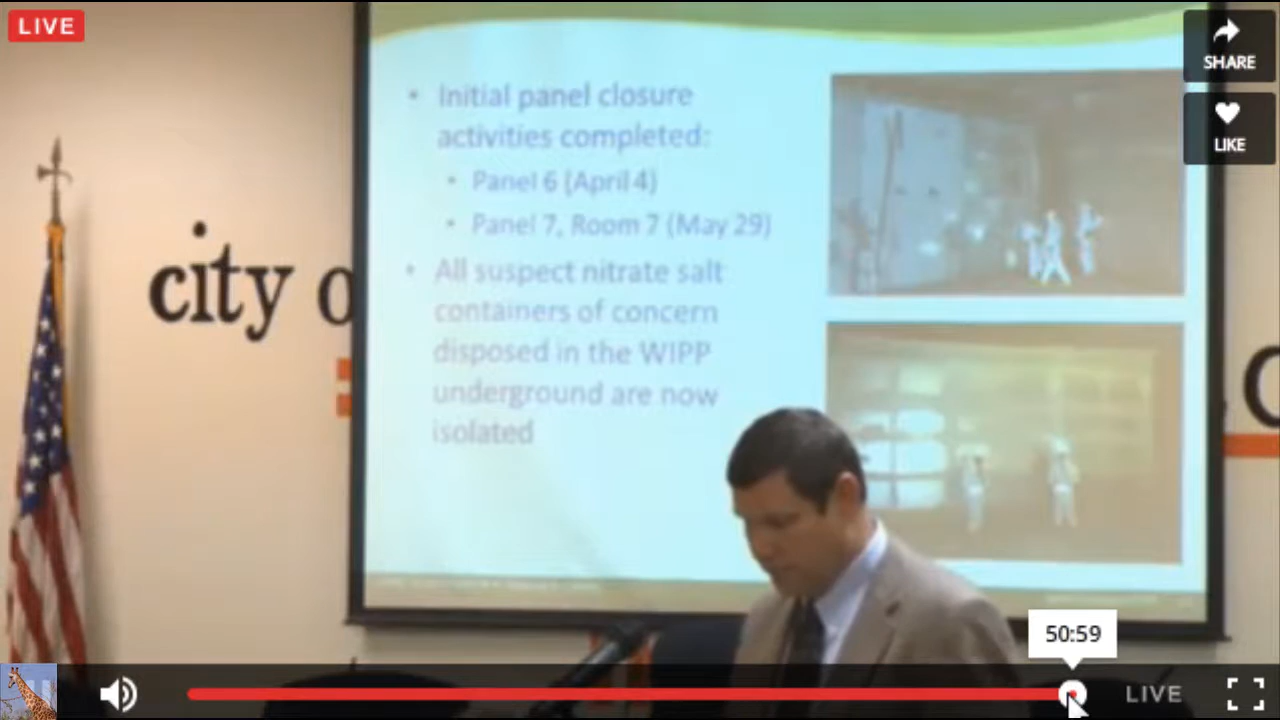 LIVE
SHARE
LIKE
• Initial panel closure
activities completed:
• Panel 6 (April 4)
• Panel 7, Room 7 (May 29)
• All suspect nitrate salt
containers of concern
disposed in the WIPP
underground are now
isolated
city o
50:59
LIVE